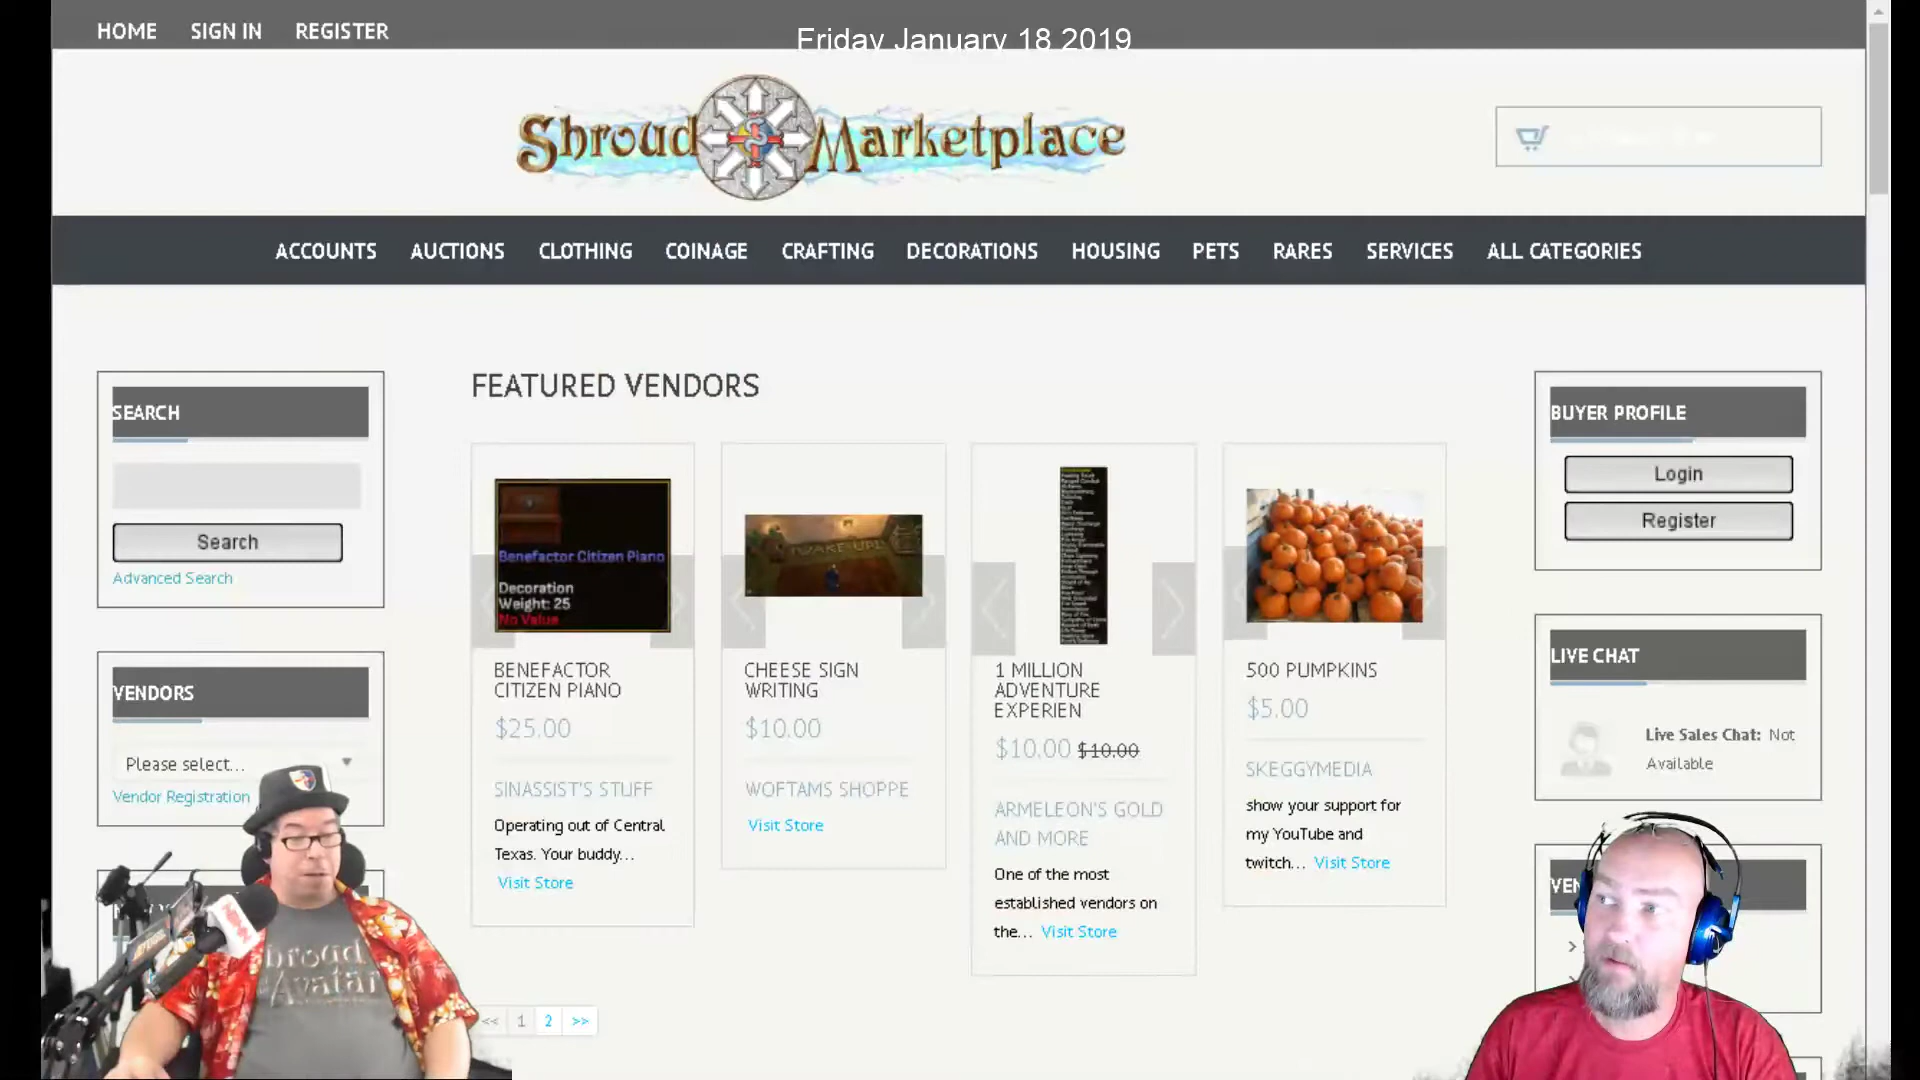 HOME SIGN IN REGISTER
Friday January 18 2019
Shroud Marketplace
ACCOUNTS AUCTIONS CLOTHING COINAGE CRAFTING DECORATIONS HOUSING PETS RARES SERVICES ALL CATEGORIES
SEARCH
Search
Advanced Search
VENDORS
Please select...
Vendor Registration
FEATURED VENDORS
Benefactor Citizen Piano
Decoration
Weight: 25
No Value
BENEFACTOR
CITIZEN PIANO
$25.00
SINASSIST'S STUFF
Operating out of Central
Texas. Your buddy...
Visit Store
CHEESE SIGN
WRITING
$10.00
WOFTAMS SHOPPE
Visit Store
1 MILLION
ADVENTURE
EXPERIEN
$10.00 $10.00
ARMELEON'S GOLD
AND MORE
One of the most
established vendors on
the... Visit Store
500 PUMPKINS
$5.00
SKEGGYMEDIA
show your support for
my YouTube and
twitch... Visit Store
<< 1 2 >>
BUYER PROFILE
Login
Register
LIVE CHAT
Live Sales Chat: Not
Available